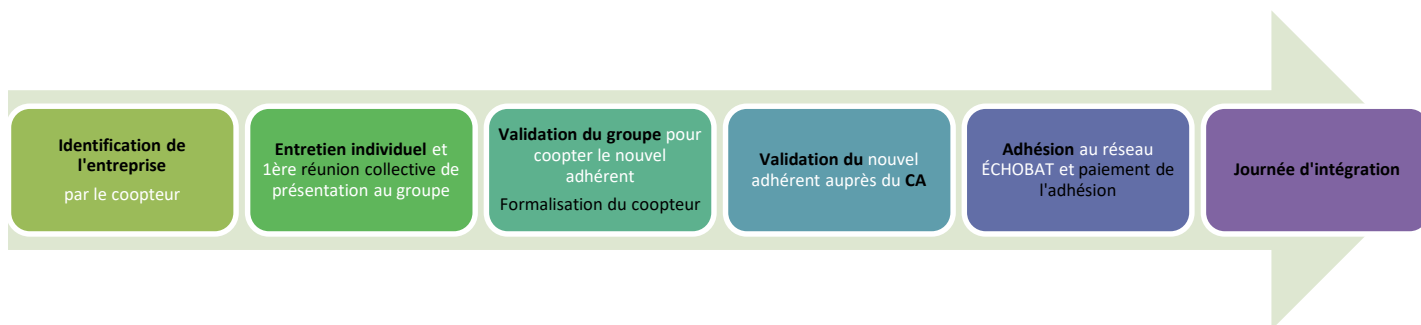 Identification de
l'entreprise
par le coopteur
Entretien individuel et
1ère réunion collective de
présentation au groupe
Validation du groupe pour
coopter le nouvel
adhérent
Formalisation du coopteur
Validation du nouvel
adhérent auprès du CA
Adhésion au réseau
ÉCHOBAT et paiement de
l'adhésion
Journée d'intégration